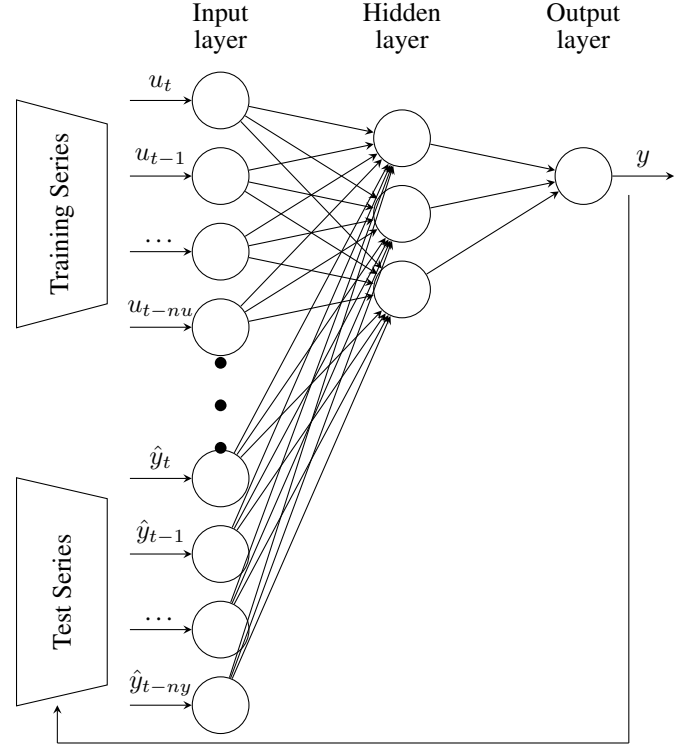 Input
layer
Hidden
layer
Output
layer
u_t
u_{t-1}
...
u_{t-nu}
Training Series
y
ŷ_t
ŷ_{t-1}
...
ŷ_{t-ny}
Test Series